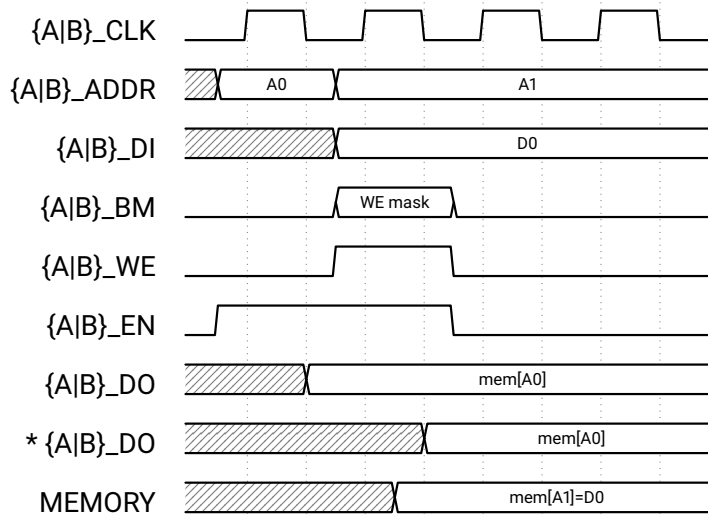 {A|B}_CLK
{A|B}_ADDR A0 A1
{A|B}_DI D0
{A|B}_BM WE mask
{A|B}_WE
{A|B}_EN
{A|B}_DO mem[A0]
* {A|B}_DO mem[A0]
MEMORY mem[A1]=D0